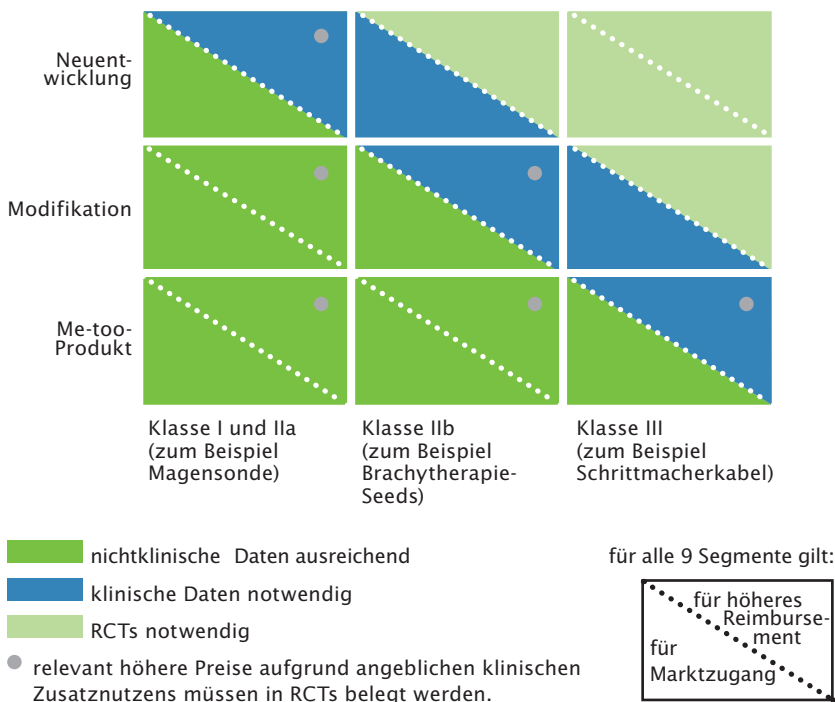 Neuent-
wicklung
Modifikation
Me-too-
Produkt
Klasse I und IIa
(zum Beispiel
Magensonde)
Klasse IIb
(zum Beispiel
Brachytherapie-
Seeds)
Klasse III
(zum Beispiel
Schrittmacherkabel)
nichtklinische Daten ausreichend
klinische Daten notwendig
RCTs notwendig
relevant höhere Preise aufgrund angeblichen klinischen
Zusatznutzens müssen in RCTs belegt werden.
für alle 9 Segmente gilt:
für höheres
Reimburse-
ment
für
Marktzugang